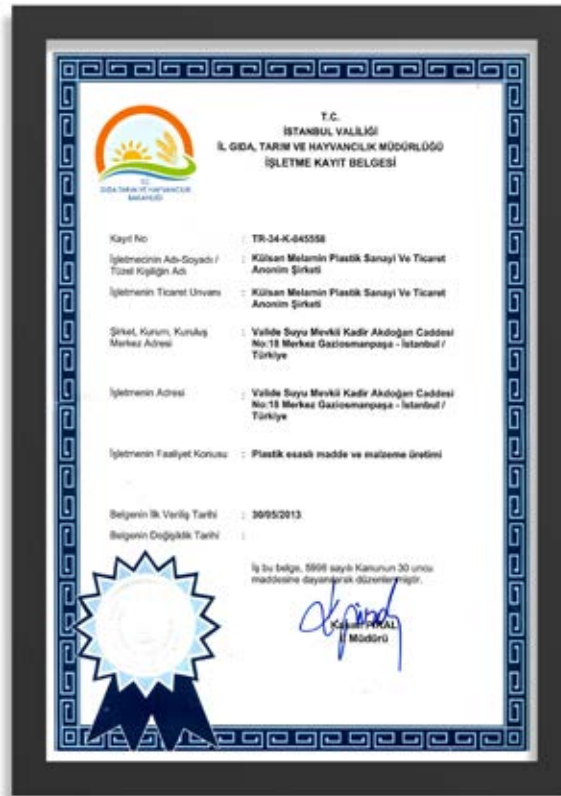 T.C.
İSTANBUL VALİLİĞİ
İL GIDA, TARIM VE HAYVANCILIK MÜDÜRLÜĞÜ
İŞLETME KAYIT BELGESİ
T.C.
GIDA TARIM VE HAYVANCILIK
BAKANLIĞI
Kayıt No : TR-34-K-045558
İşletmecinin Adı-Soyadı / : Külsan Melamin Plastik Sanayi Ve Ticaret
Tüzel Kişiliğin Adı Anonim Şirketi
İşletmenin Ticaret Unvanı : Külsan Melamin Plastik Sanayi Ve Ticaret
Anonim Şirketi
Şirket, Kurum, Kuruluş : Valide Suyu Mevkii Kadir Akdoğan Caddesi
Merkez Adresi No:18 Merkez Gaziosmanpaşa - İstanbul /
Türkiye
İşletmenin Adresi : Valide Suyu Mevkii Kadir Akdoğan Caddesi
No:18 Merkez Gaziosmanpaşa - İstanbul /
Türkiye
İşletmenin Faaliyet Konusu : Plastik esaslı madde ve malzeme üretimi
Belgenin İlk Veriliş Tarihi : 30/05/2013
Belgenin Değişiklik Tarihi :
İş bu belge, 5996 sayılı Kanunun 30 uncu
maddesine dayanılarak düzenlenmiştir.
İl Müdürü